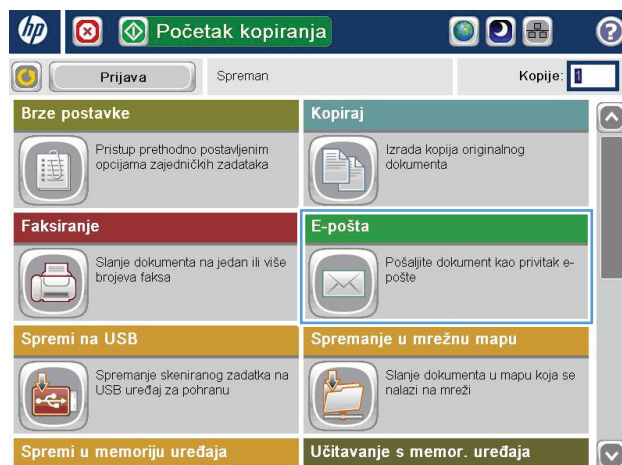 hp Početak kopiranja ?
Prijava Spreman Kopije: 1
Brze postavke
Pristup prethodno postavljenim
opcijama zajedničkih zadataka
Kopiraj
Izrada kopija originalnog
dokumenta
Faksiranje
Slanje dokumenta na jedan ili više
brojeva faksa
E-pošta
Pošaljite dokument kao privitak e-
pošte
Spremi na USB
Spremanje skeniranog zadatka na
USB uređaj za pohranu
Spremanje u mrežnu mapu
Slanje dokumenta u mapu koja se
nalazi na mreži
Spremi u memoriju uređaja
Učitavanje s memor. uređaja